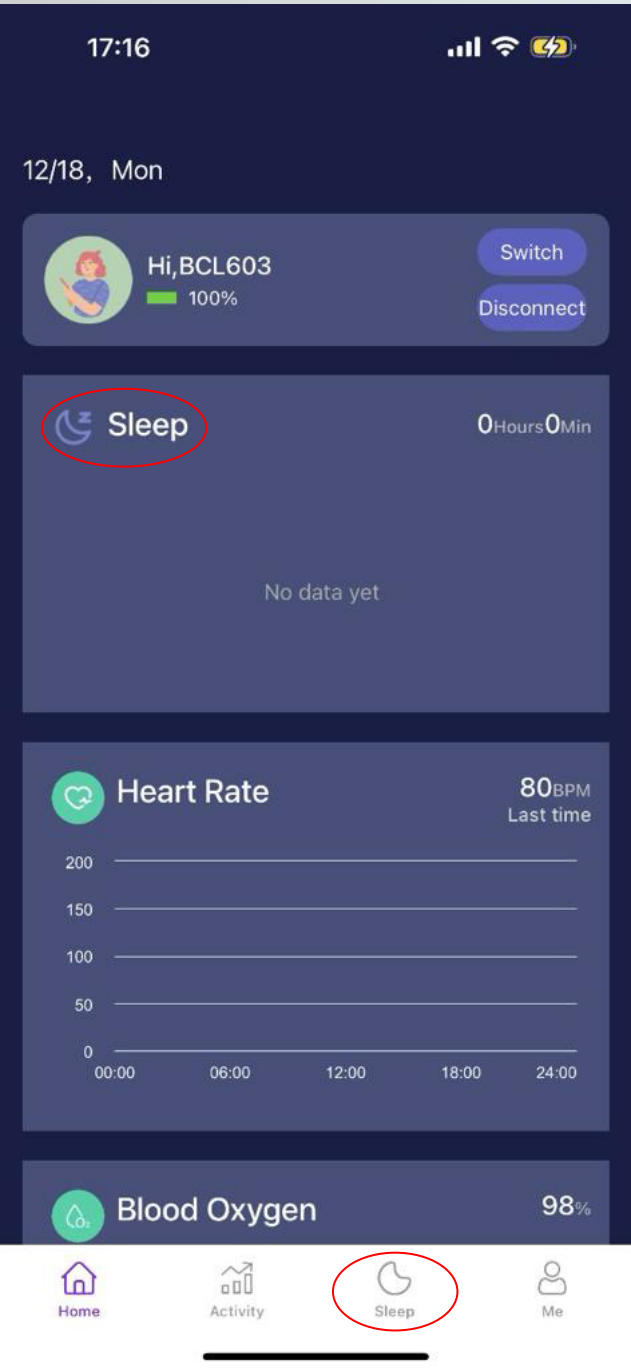 17:16
12/18, Mon
Hi,BCL603
100%
Switch
Disconnect
Sleep
0Hours0Min
No data yet
Heart Rate
80BPM
Last time
200
150
100
50
0
00:00 06:00 12:00 18:00 24:00
Blood Oxygen
98%
Home Activity Sleep Me